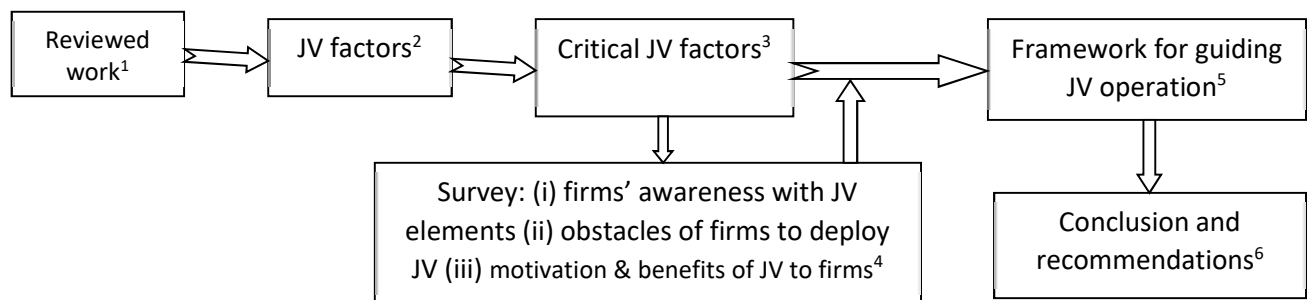 Reviewed
work¹
JV factors²
Critical JV factors³
Framework for guiding
JV operation⁵
Survey: (i) firms’ awareness with JV
elements (ii) obstacles of firms to deploy
JV (iii) motivation & benefits of JV to firms⁴
Conclusion and
recommendations⁶